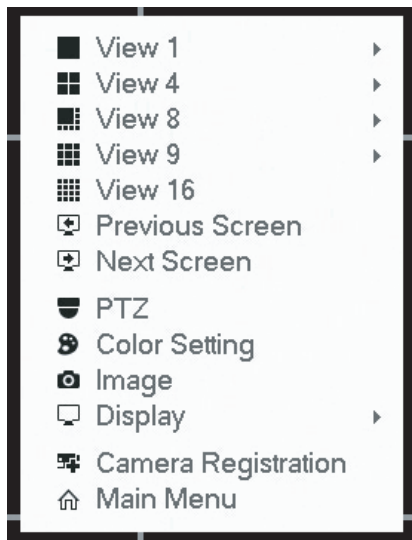 View 1
View 4
View 8
View 9
View 16
Previous Screen
Next Screen
PTZ
Color Setting
Image
Display
Camera Registration
Main Menu